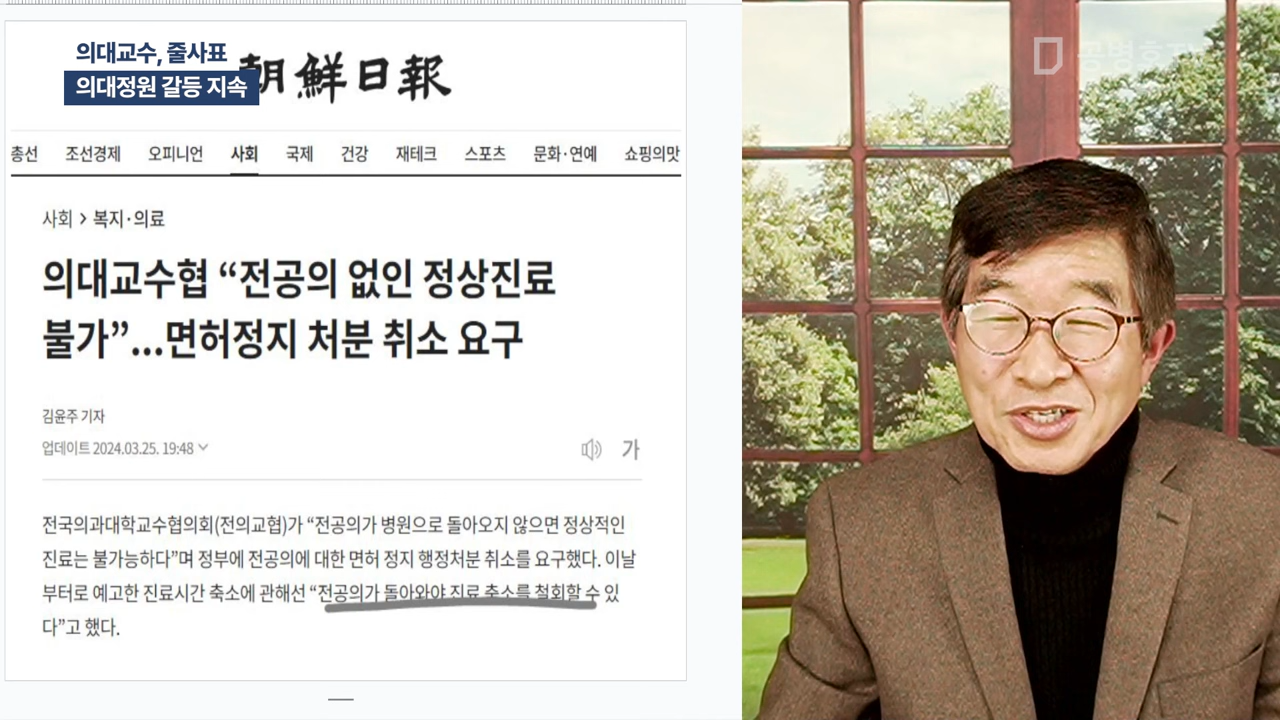 의대교수, 줄사표
의대정원 갈등 지속
朝鮮日報
공병호
총선 조선경제 오피니언 사회 국제 건강 재테크 스포츠 문화·연예 쇼핑의맛
사회 > 복지·의료
의대교수협 “전공의 없인 정상진료
불가”...면허정지 처분 취소 요구
김윤주 기자
업데이트 2024.03.25. 19:48
가
전국의과대학교수협의회(전의교협)가 “전공의가 병원으로 돌아오지 않으면 정상적인
진료는 불가능하다”며 정부에 전공의에 대한 면허 정지 행정처분 취소를 요구했다. 이날
부터로 예고한 진료시간 축소에 관해선 “전공의가 돌아와야 진료 축소를 철회할 수 있
다”고 했다.